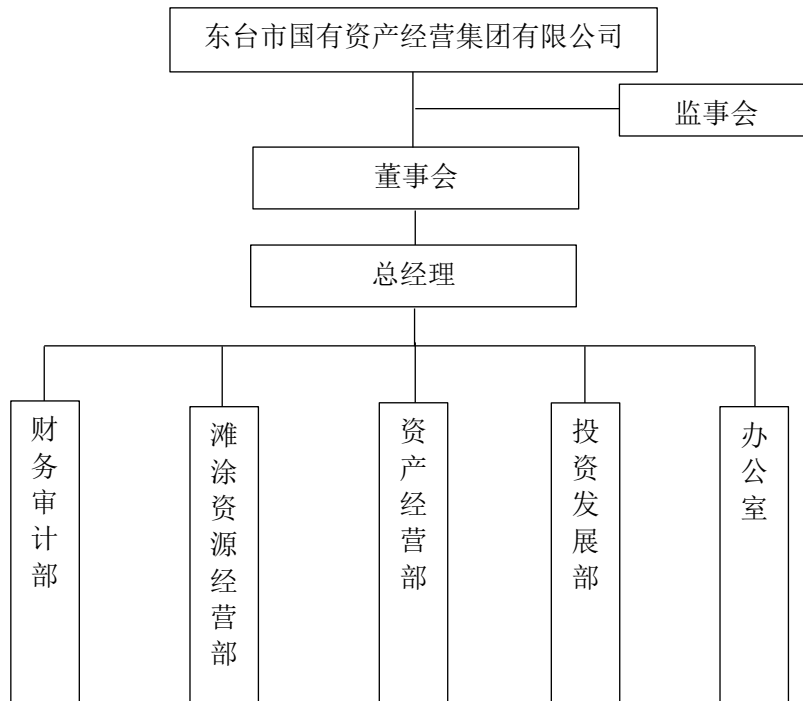 东台市国有资产经营集团有限公司
监事会
董事会
总经理
财务审计部
滩涂资源经营部
资产经营部
投资发展部
办公室